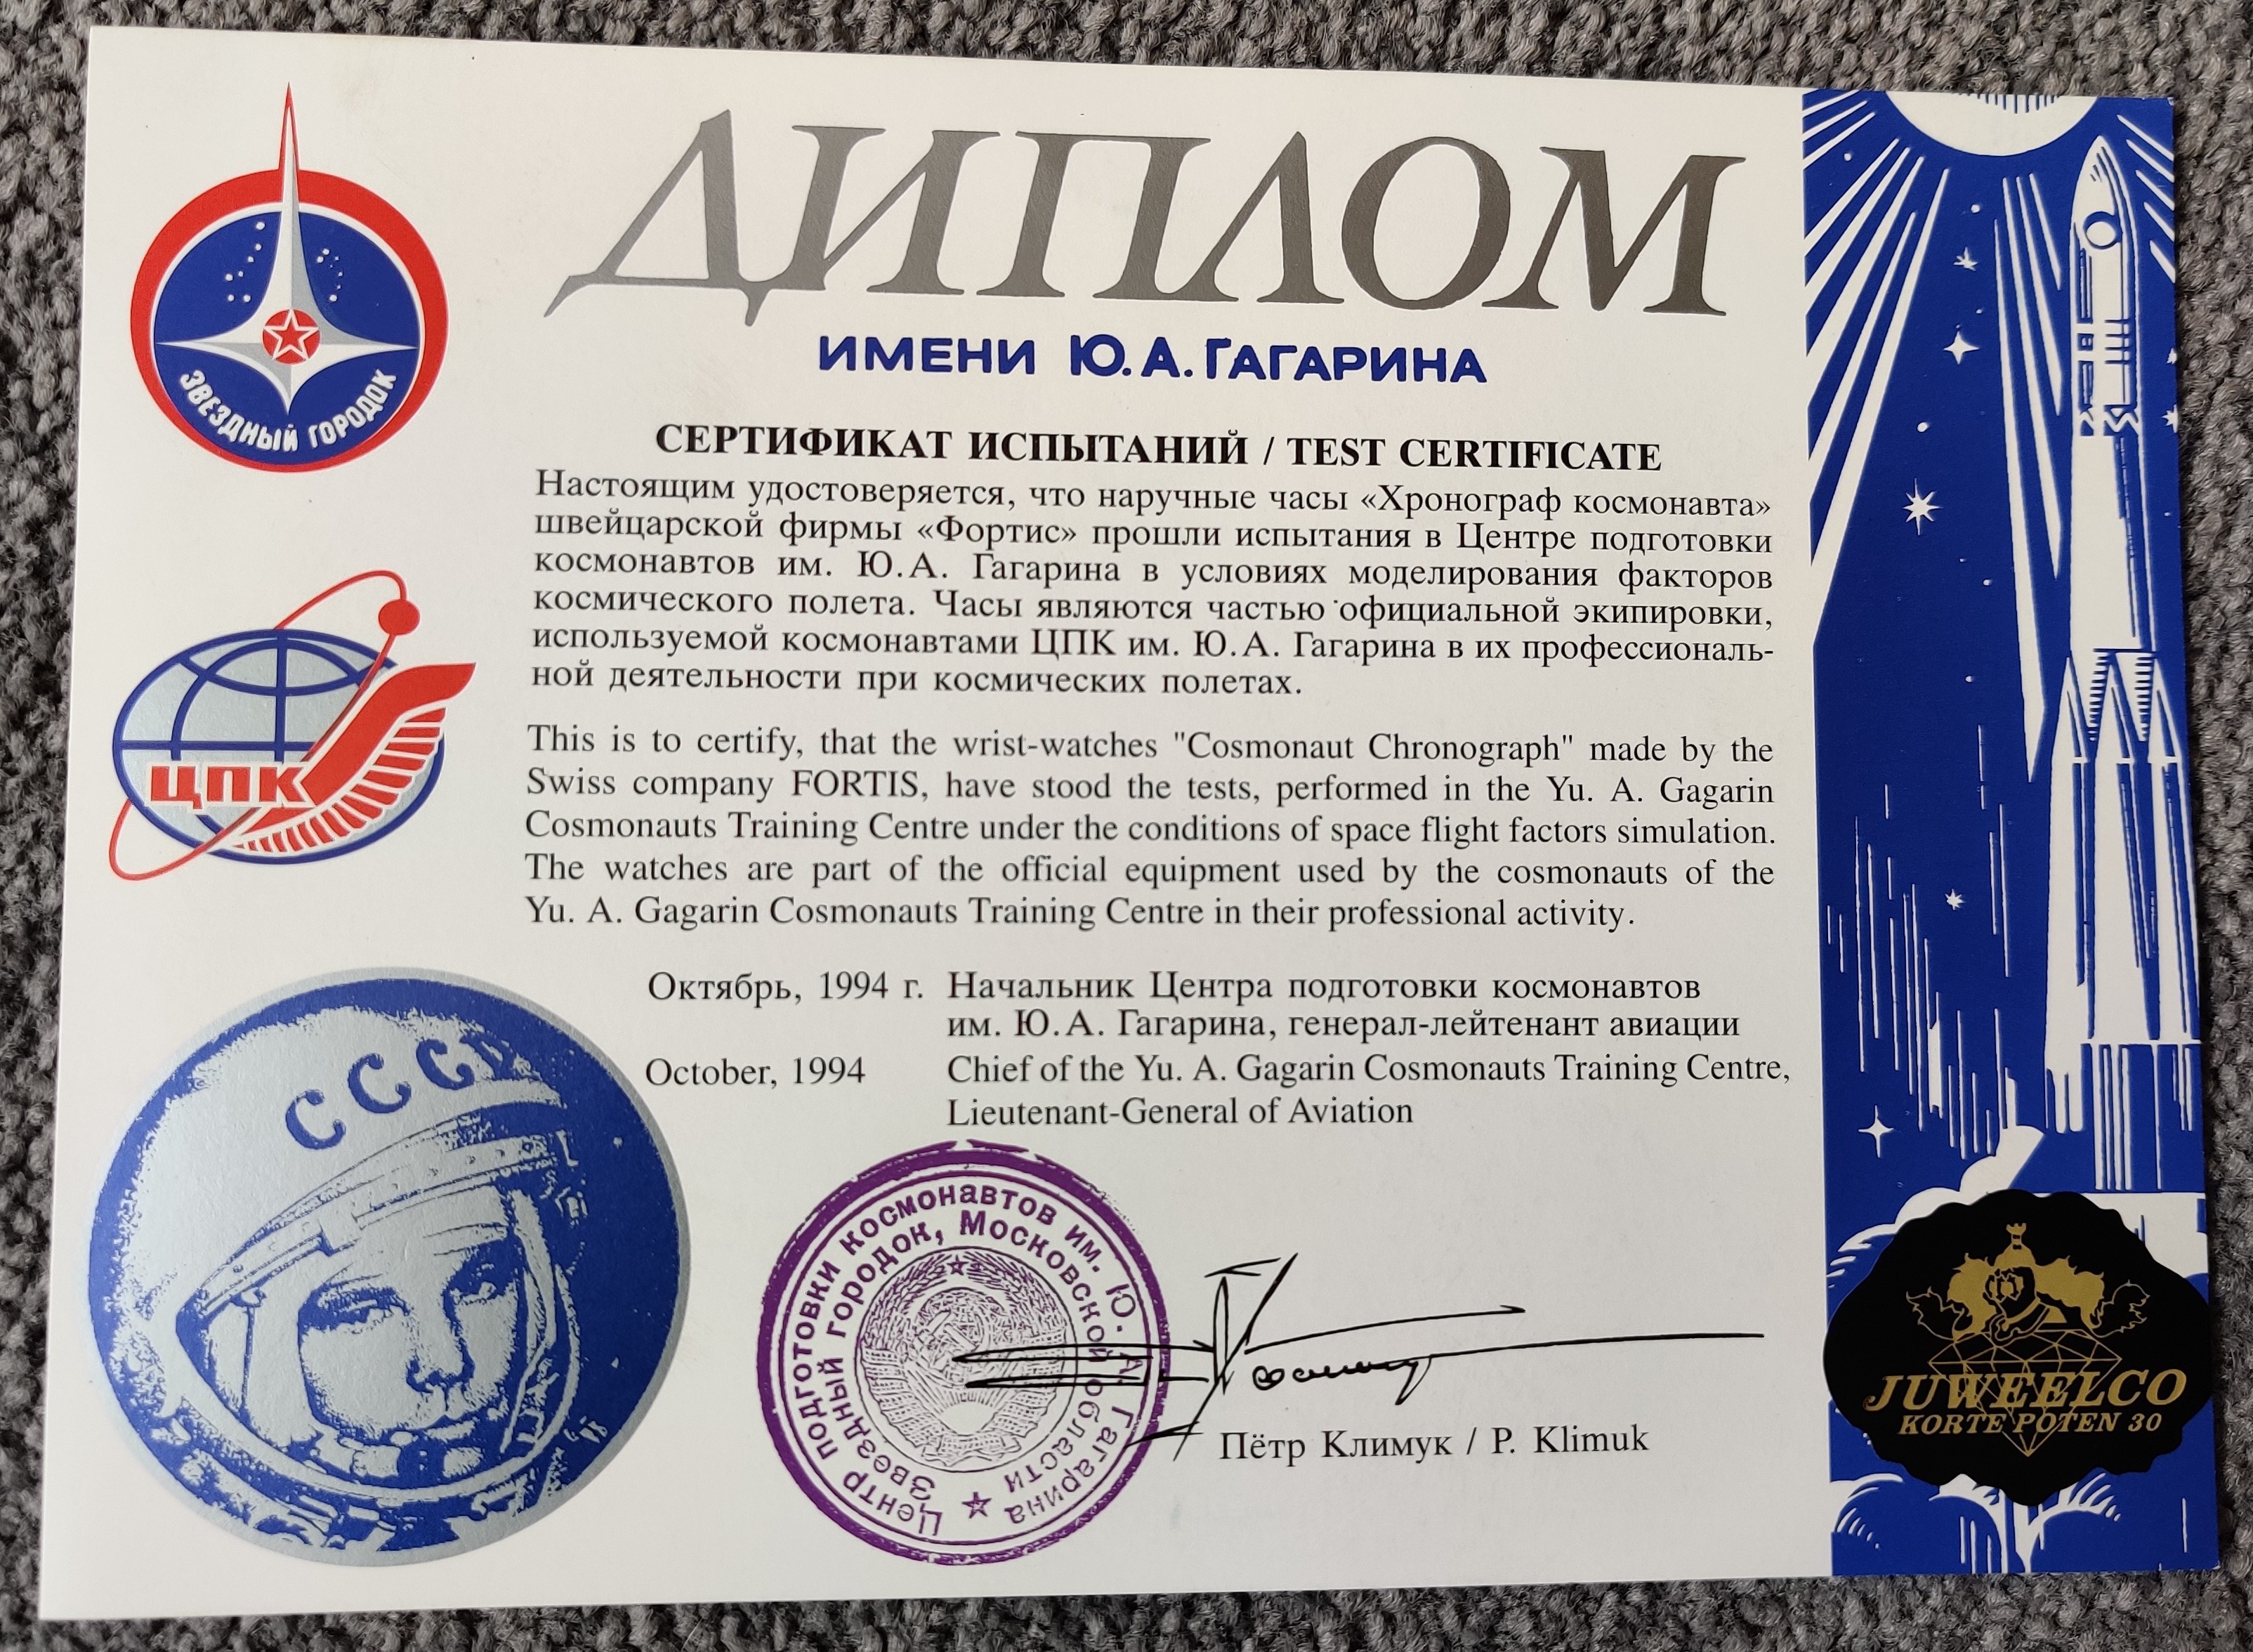 ДИПЛОМ
ИМЕНИ Ю.А.ГАГАРИНА
ЗВЕЗДНЫЙ ГОРОДОК
СЕРТИФИКАТ ИСПЫТАНИЙ / TEST CERTIFICATE
Настоящим удостоверяется, что наручные часы «Хронограф космонавта»
швейцарской фирмы «Фортис» прошли испытания в Центре подготовки
космонавтов им. Ю.А. Гагарина в условиях моделирования факторов
космического полета. Часы являются частью официальной экипировки,
используемой космонавтами ЦПК им. Ю.А. Гагарина в их профессиональ-
ной деятельности при космических полетах.
ЦПК
This is to certify, that the wrist-watches "Cosmonaut Chronograph" made by the
Swiss company FORTIS, have stood the tests, performed in the Yu. A. Gagarin
Cosmonauts Training Centre under the conditions of space flight factors simulation.
The watches are part of the official equipment used by the cosmonauts of the
Yu. A. Gagarin Cosmonauts Training Centre in their professional activity.
Октябрь, 1994 г. Начальник Центра подготовки космонавтов
им. Ю.А. Гагарина, генерал-лейтенант авиации
October, 1994 Chief of the Yu. A. Gagarin Cosmonauts Training Centre,
Lieutenant-General of Aviation
СССР
Центр подготовки космонавтов им. Ю. А. Гагарина
Звездный городок, Московской области
Пётр Климук / P. Klimuk
JUWEELCO
KORTE POTEN 30